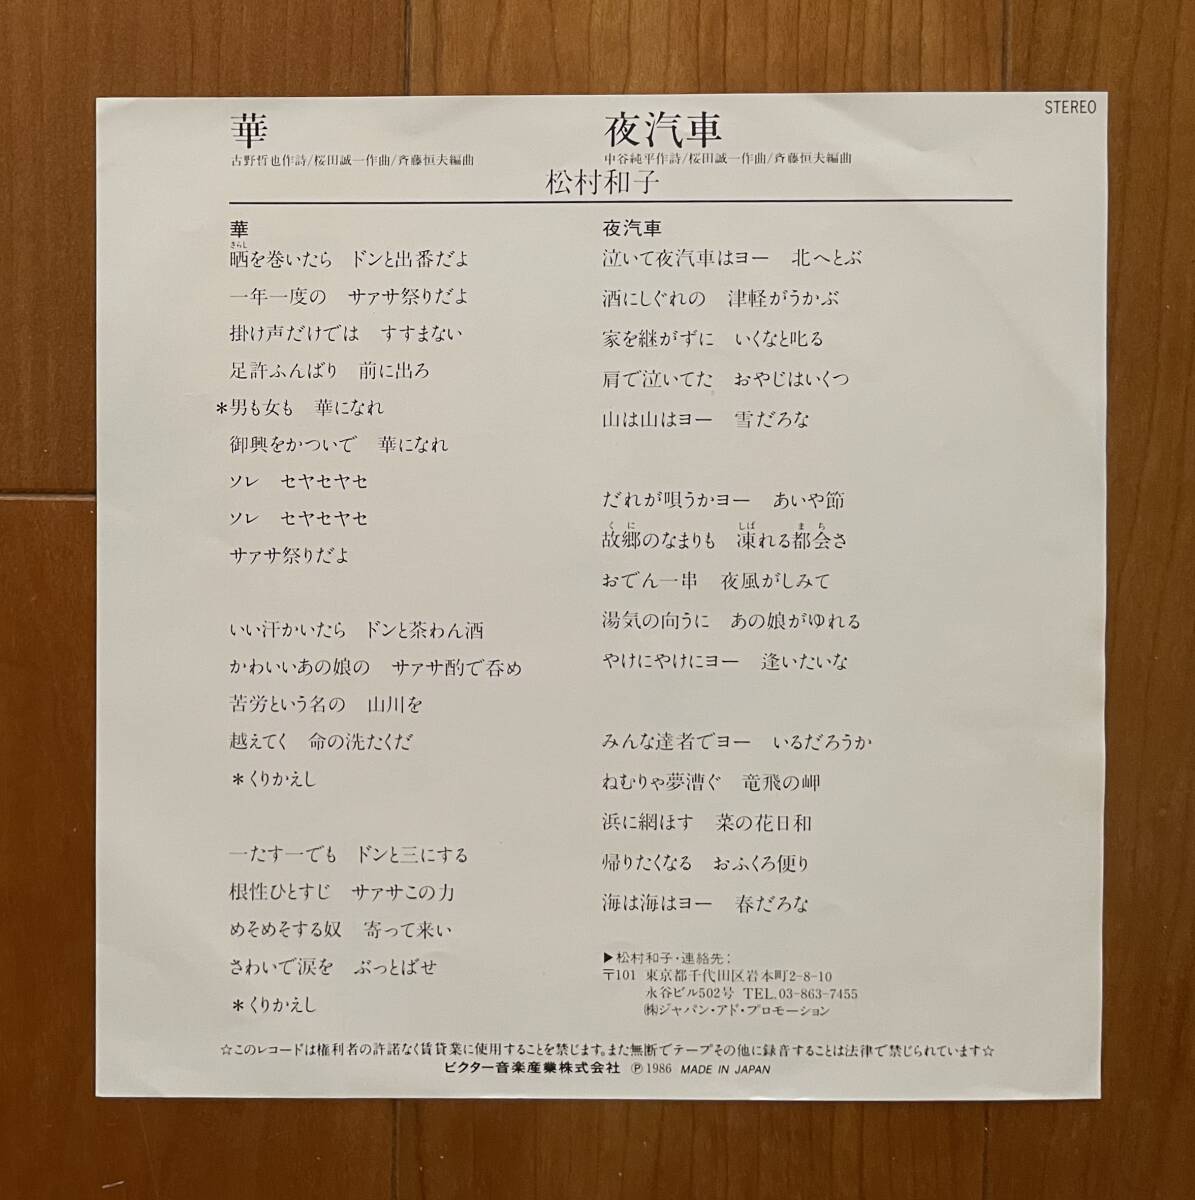 STEREO
華
古野哲也作詩/桜田誠一作曲/斉藤恒夫編曲
夜汽車
中谷純平作詩/桜田誠一作曲/斉藤恒夫編曲
松村和子
華
さらし
晒を巻いたら ドンと出番だよ
一年一度の サァサ祭りだよ
掛け声だけでは すすまない
足許ふんばり 前に出ろ
*男も女も 華になれ
御輿をかついで 華になれ
ソレ セヤセヤセ
ソレ セヤセヤセ
サァサ祭りだよ
いい汗かいたら ドンと茶わん酒
かわいいあの娘の サァサ酌で呑め
苦労という名の 山川を
越えてく 命の洗たくだ
*くりかえし
一たす一でも ドンと三にする
根性ひとすじ サァサこの力
めそめそする奴 寄って来い
さわいで涙を ぶっとばせ
*くりかえし
夜汽車
泣いて夜汽車はヨー 北へとぶ
酒にしぐれの 津軽がうかぶ
家を継がずに いくなと叱る
肩で泣いてた おやじはいくつ
山は山はヨー 雪だろな
だれが唄うかヨー あいや節
くに しば まち
故郷のなまりも 凍れる都会さ
おでん一串 夜風がしみて
湯気の向うに あの娘がゆれる
やけにやけにヨー 逢いたいな
みんな達者でヨー いるだろうか
ねむりゃ夢漕ぐ 竜飛の岬
浜に網ほす 菜の花日和
帰りたくなる おふくろ便り
海は海はヨー 春だろな
▶松村和子・連絡先:
〒101 東京都千代田区岩本町2-8-10
永谷ビル502号 TEL.03-863-7455
㈱ジャパン・アド・プロモーション
☆このレコードは権利者の許諾なく賃貸業に使用することを禁じます。また無断でテープその他に録音することは法律で禁じられています☆
ビクター音楽産業株式会社 ℗1986 MADE IN JAPAN